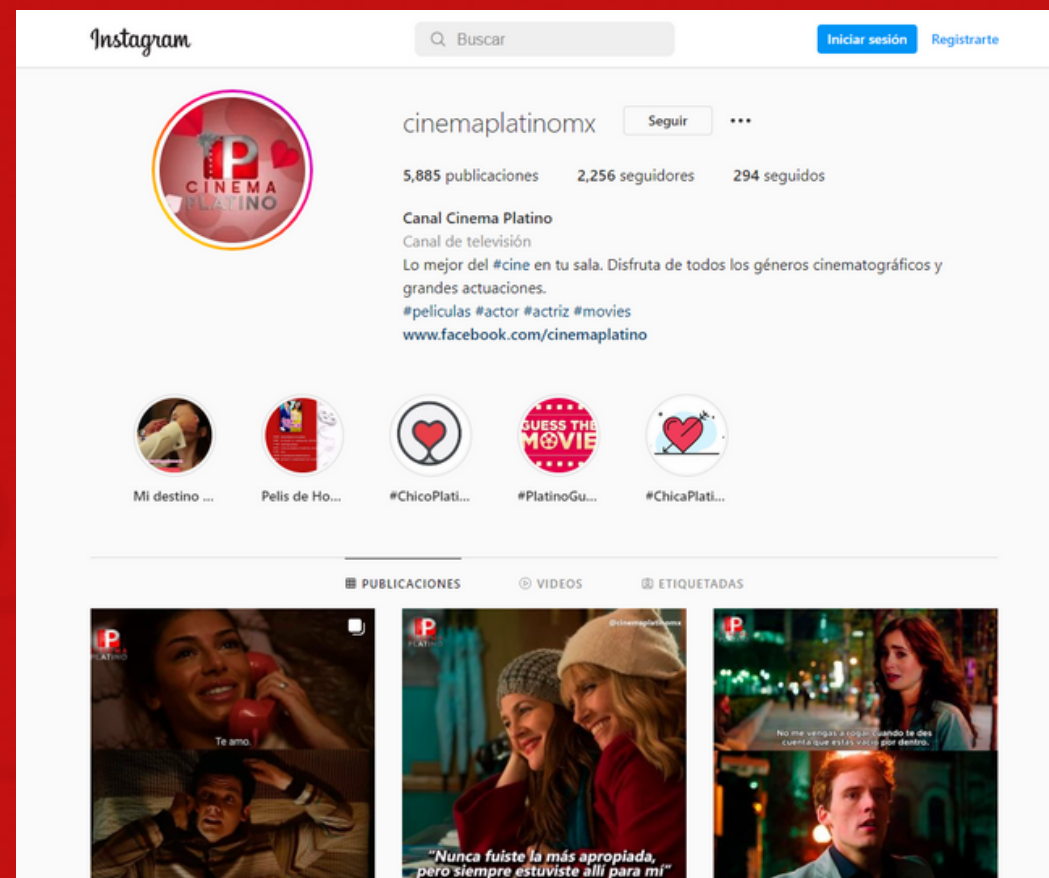 Instagram
Buscar
Iniciar sesión
Registrarte
P
CINEMA
PLATINO
cinemaplatinomx
Seguir
5,885 publicaciones 2,256 seguidores 294 seguidos
Canal Cinema Platino
Canal de televisión
Lo mejor del #cine en tu sala. Disfruta de todos los géneros cinematográficos y
grandes actuaciones.
#peliculas #actor #actriz #movies
www.facebook.com/cinemaplatino
GUESS THE
MOVIE
Mi destino ...
Pelis de Ho...
#ChicoPlati...
#PlatinoGu...
#ChicaPlati...
PUBLICACIONES
VIDEOS
ETIQUETADAS
P
PLATINO
Te amo.
P
PLATINO
@cinemaplatinomx
"Nunca fuiste la más apropiada,
pero siempre estuviste allí para mí"
P
PLATINO
No me vengas a rogar cuando te des
cuenta que estás vacío por dentro.